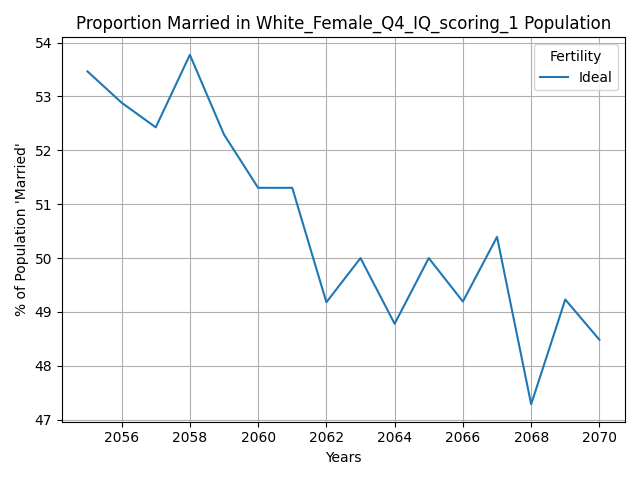 Proportion Married in White_Female_Q4_IQ_scoring_1 Population
Fertility
Ideal
% of Population 'Married'
54
53
52
51
50
49
48
47
2056 2058 2060 2062 2064 2066 2068 2070
Years